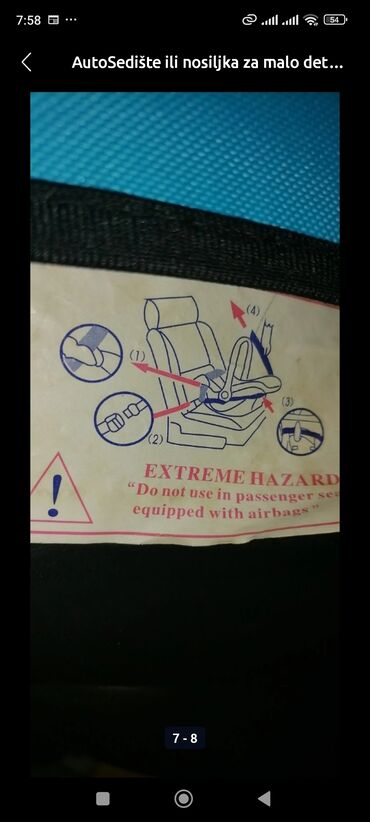 7:58
54
AutoSedište ili nosiljka za malo det...
(4)
(1)
(3)
(2)
EXTREME HAZARD
"Do not use in passenger
equipped with airbags"
7 - 8